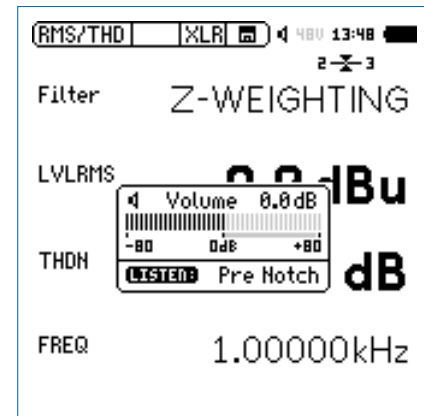 RMS/THD XLR 48V 13:48
2 3
Filter Z-WEIGHTING
LVLRMS dBu
Volume 0.0dB
-80 0dB +80
THDN dB
LISTEN: Pre Notch
FREQ 1.00000kHz